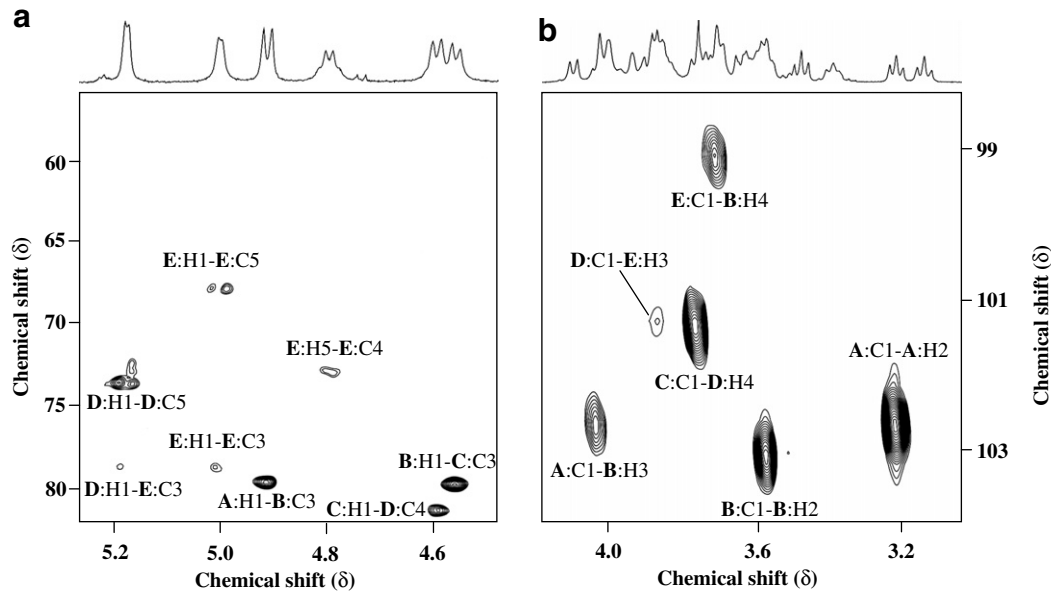 a
60
65
70
75
80
E:H1-E:C5
E:H5-E:C4
D:H1-D:C5
E:H1-E:C3
B:H1-C:C3
D:H1-E:C3
A:H1-B:C3
C:H1-D:C4
5.2 5.0 4.8 4.6
Chemical shift (δ)
Chemical shift (δ)
b
99
101
103
E:C1-B:H4
D:C1-E:H3
A:C1-A:H2
C:C1-D:H4
A:C1-B:H3
B:C1-B:H2
4.0 3.6 3.2
Chemical shift (δ)
Chemical shift (δ)